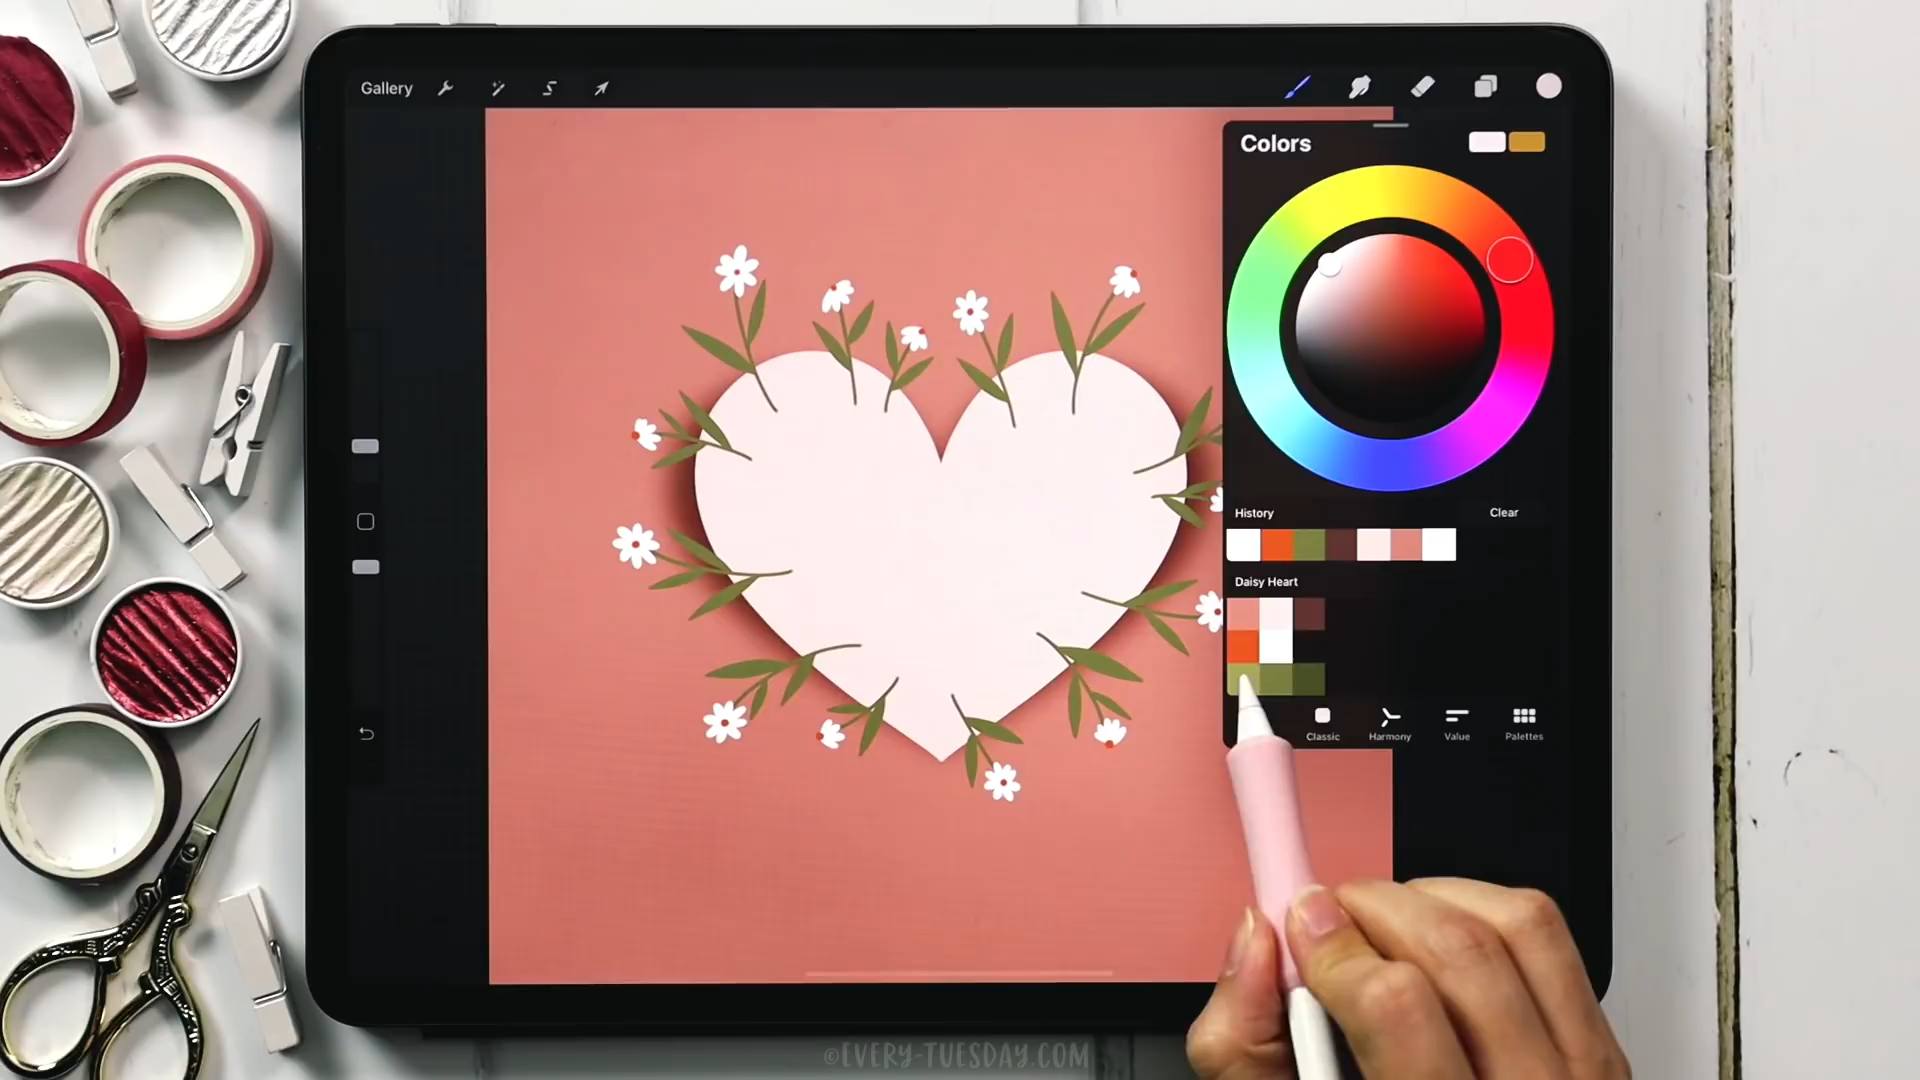 Gallery
Colors
History
Clear
Daisy Heart
Classic
Harmony
Value
Palettes
©EVERY-TUESDAY.COM